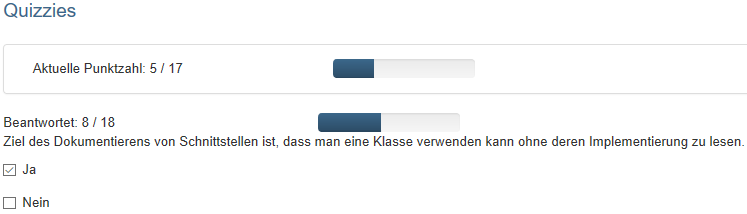 Quizzies
Aktuelle Punktzahl: 5 / 17
Beantwortet: 8 / 18
Ziel des Dokumentierens von Schnittstellen ist, dass man eine Klasse verwenden kann ohne deren Implementierung zu lesen.
Ja
Nein